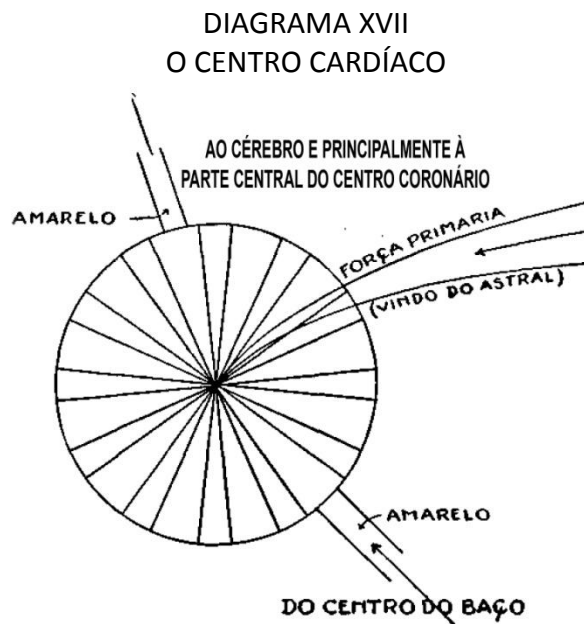 DIAGRAMA XVII
O CENTRO CARDÍACO
AO CÉREBRO E PRINCIPALMENTE À
PARTE CENTRAL DO CENTRO CORONÁRIO
AMARELO
FORÇA PRIMARIA
(VINDO DO ASTRAL)
AMARELO
DO CENTRO DO BAÇO